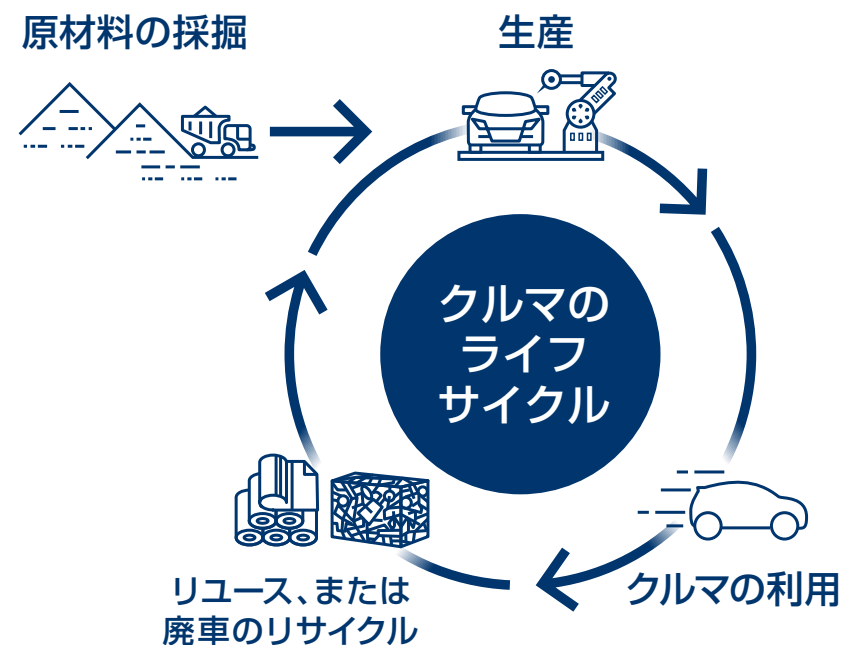 原材料の採掘
生産
クルマの
ライフ
サイクル
クルマの利用
リユース、または
廃車のリサイクル